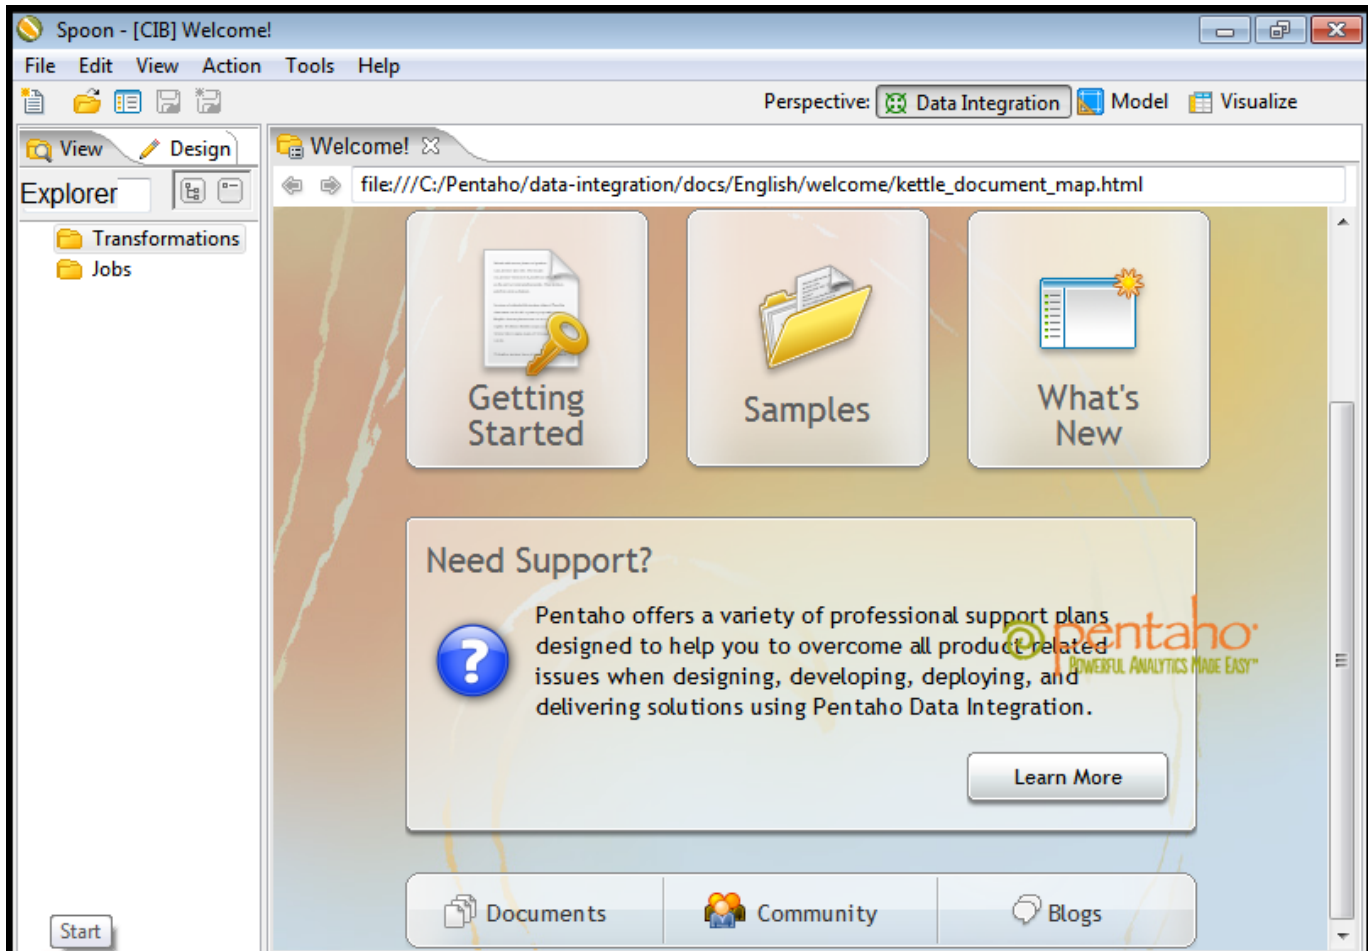 Spoon - [CIB] Welcome!
File Edit View Action Tools Help
Perspective: Data Integration Model Visualize
View Design
Welcome!
Explorer
file:///C:/Pentaho/data-integration/docs/English/welcome/kettle_document_map.html
Transformations
Jobs
Getting
Started
Samples
What's
New
Need Support?
Pentaho offers a variety of professional support plans
designed to help you to overcome all product related
issues when designing, developing, deploying, and
delivering solutions using Pentaho Data Integration.
pentaho
POWERFUL ANALYTICS MADE EASY™
Learn More
Documents
Community
Blogs
Start